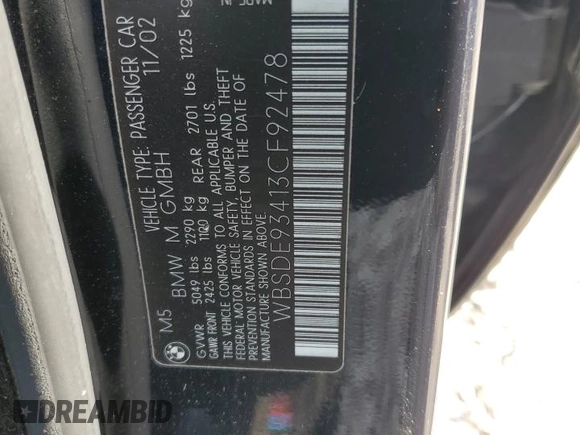 MADE IN
VEHICLE TYPE: PASSENGER CAR
11/02
M5 BMW M GMBH
GVWR 5049 lbs 2290 kg REAR 2701 lbs 1225 kg
GAWR FRONT 2425 lbs 1100 kg
THIS VEHICLE CONFORMS TO ALL APPLICABLE U.S.
FEDERAL MOTOR VEHICLE SAFETY, BUMPER AND THEFT
PREVENTION STANDARDS IN EFFECT ON THE DATE OF
MANUFACTURE SHOWN ABOVE.
WBSDE93413CF92478
DREAMBID